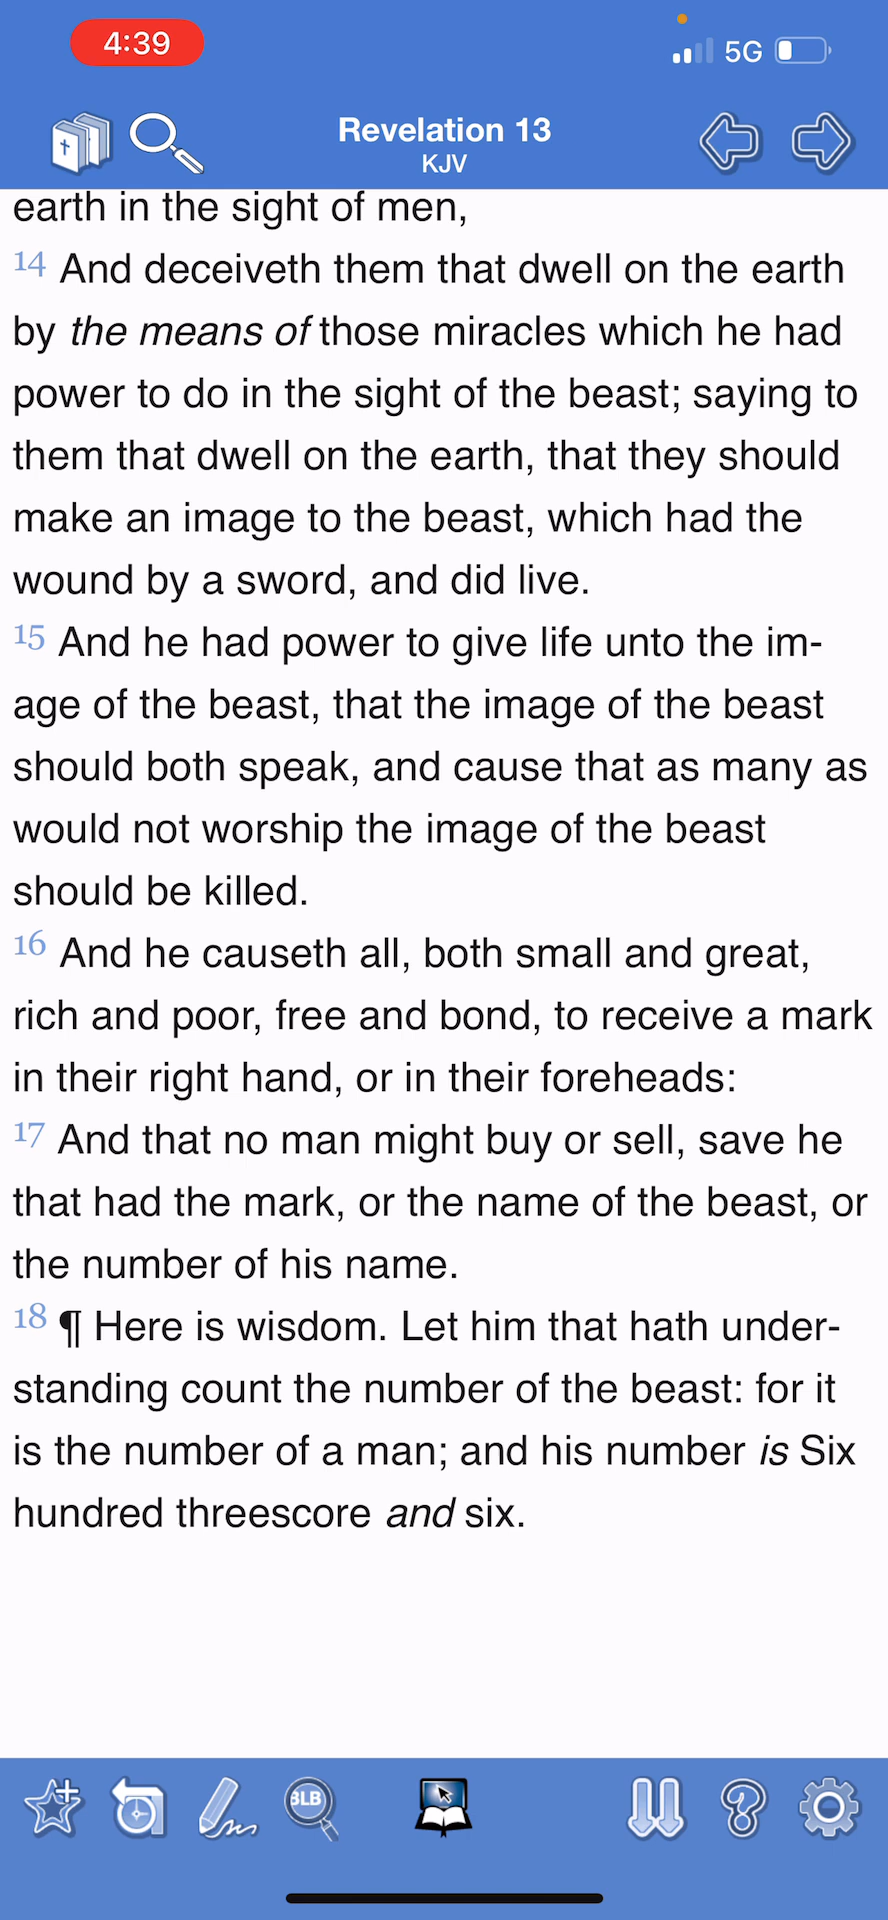 4:39
5G
Revelation 13
KJV
earth in the sight of men,
14 And deceiveth them that dwell on the earth
by the means of those miracles which he had
power to do in the sight of the beast; saying to
them that dwell on the earth, that they should
make an image to the beast, which had the
wound by a sword, and did live.
15 And he had power to give life unto the im-
age of the beast, that the image of the beast
should both speak, and cause that as many as
would not worship the image of the beast
should be killed.
16 And he causeth all, both small and great,
rich and poor, free and bond, to receive a mark
in their right hand, or in their foreheads:
17 And that no man might buy or sell, save he
that had the mark, or the name of the beast, or
the number of his name.
18 ¶ Here is wisdom. Let him that hath under-
standing count the number of the beast: for it
is the number of a man; and his number is Six
hundred threescore and six.
BLB